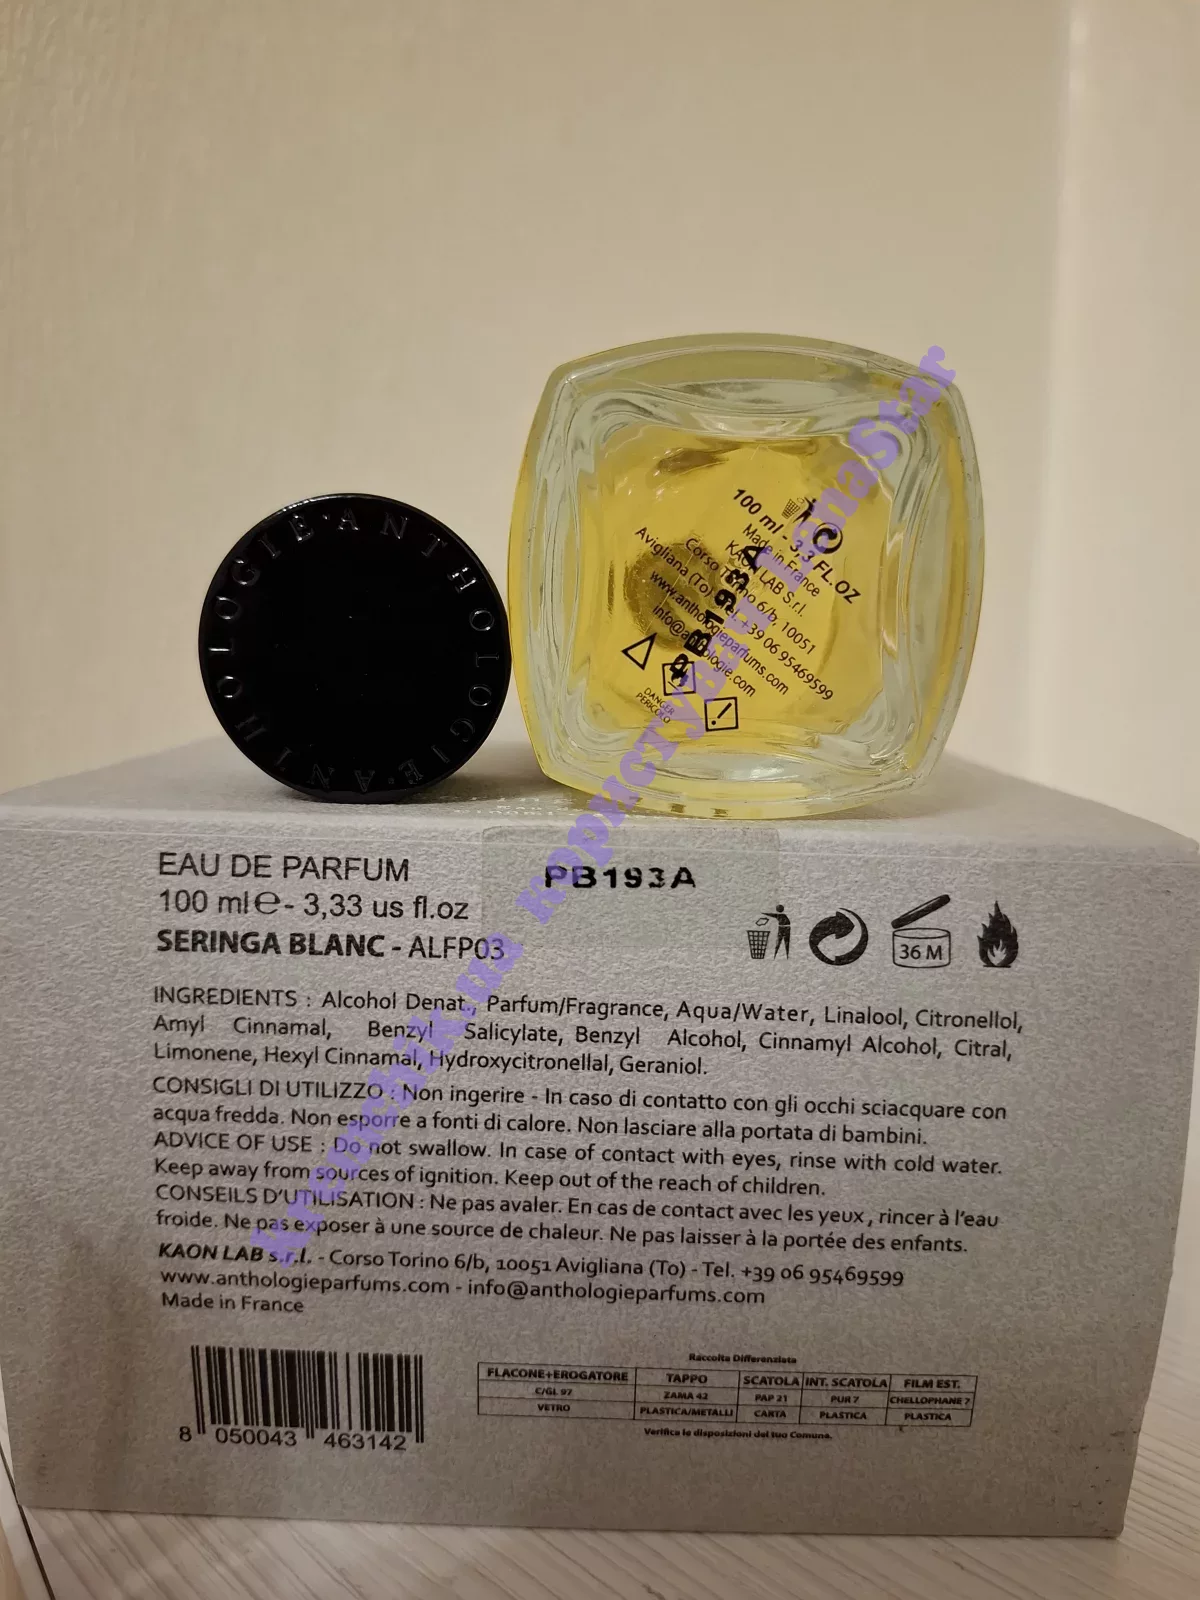 ANTHOLOGIE·ANTHOLOGIE·
100 ml - 3,3 FL.OZ
Made in France
KAON LAB S.r.l.
Corso Torino 6/b, 10051
Avigliana (To) Tel. +39 06 95469599
www.anthologieparfums.com
info@anthologie.com
DANGER
PERICOLO
PB193A
EAU DE PARFUM
100 ml e - 3,33 us fl.oz
SERINGA BLANC - ALFP03
PB193A
36 M
INGREDIENTS : Alcohol Denat., Parfum/Fragrance, Aqua/Water, Linalool, Citronellol,
Amyl Cinnamal, Benzyl Salicylate, Benzyl Alcohol, Cinnamyl Alcohol, Citral,
Limonene, Hexyl Cinnamal, Hydroxycitronellal, Geraniol.
CONSIGLI DI UTILIZZO : Non ingerire - In caso di contatto con gli occhi sciacquare con
acqua fredda. Non esporre a fonti di calore. Non lasciare alla portata di bambini.
ADVICE OF USE : Do not swallow. In case of contact with eyes, rinse with cold water.
Keep away from sources of ignition. Keep out of the reach of children.
CONSEILS D'UTILISATION : Ne pas avaler. En cas de contact avec les yeux, rincer à l'eau
froide. Ne pas exposer à une source de chaleur. Ne pas laisser à la portée des enfants.
KAON LAB s.r.l. - Corso Torino 6/b, 10051 Avigliana (To) - Tel. +39 06 95469599
www.anthologieparfums.com - info@anthologieparfums.com
Made in France
8 050043 463142
Raccolta Differenziata
FLACONE+EROGATORE TAPPO SCATOLA INT. SCATOLA FILM EST.
C/GL 97 ZAMA 42 PAP 21 PUR 7 CHELLOPHANE 7
VETRO PLASTICA/METALLI CARTA PLASTICA PLASTICA
Verifica le disposizioni del tuo Comune.